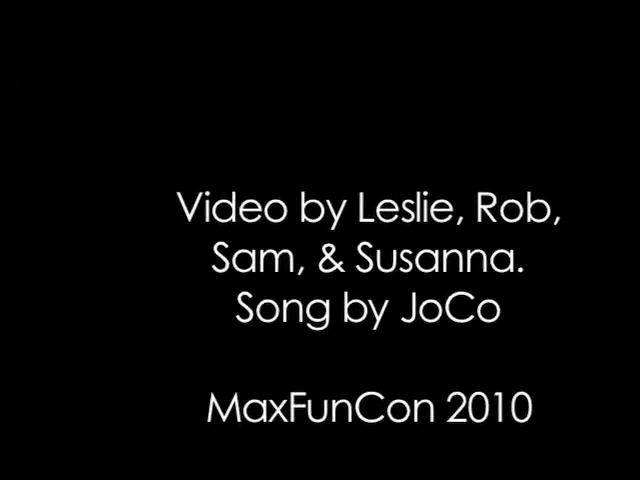 Video by Leslie, Rob,
Sam, & Susanna.
Song by JoCo
MaxFunCon 2010